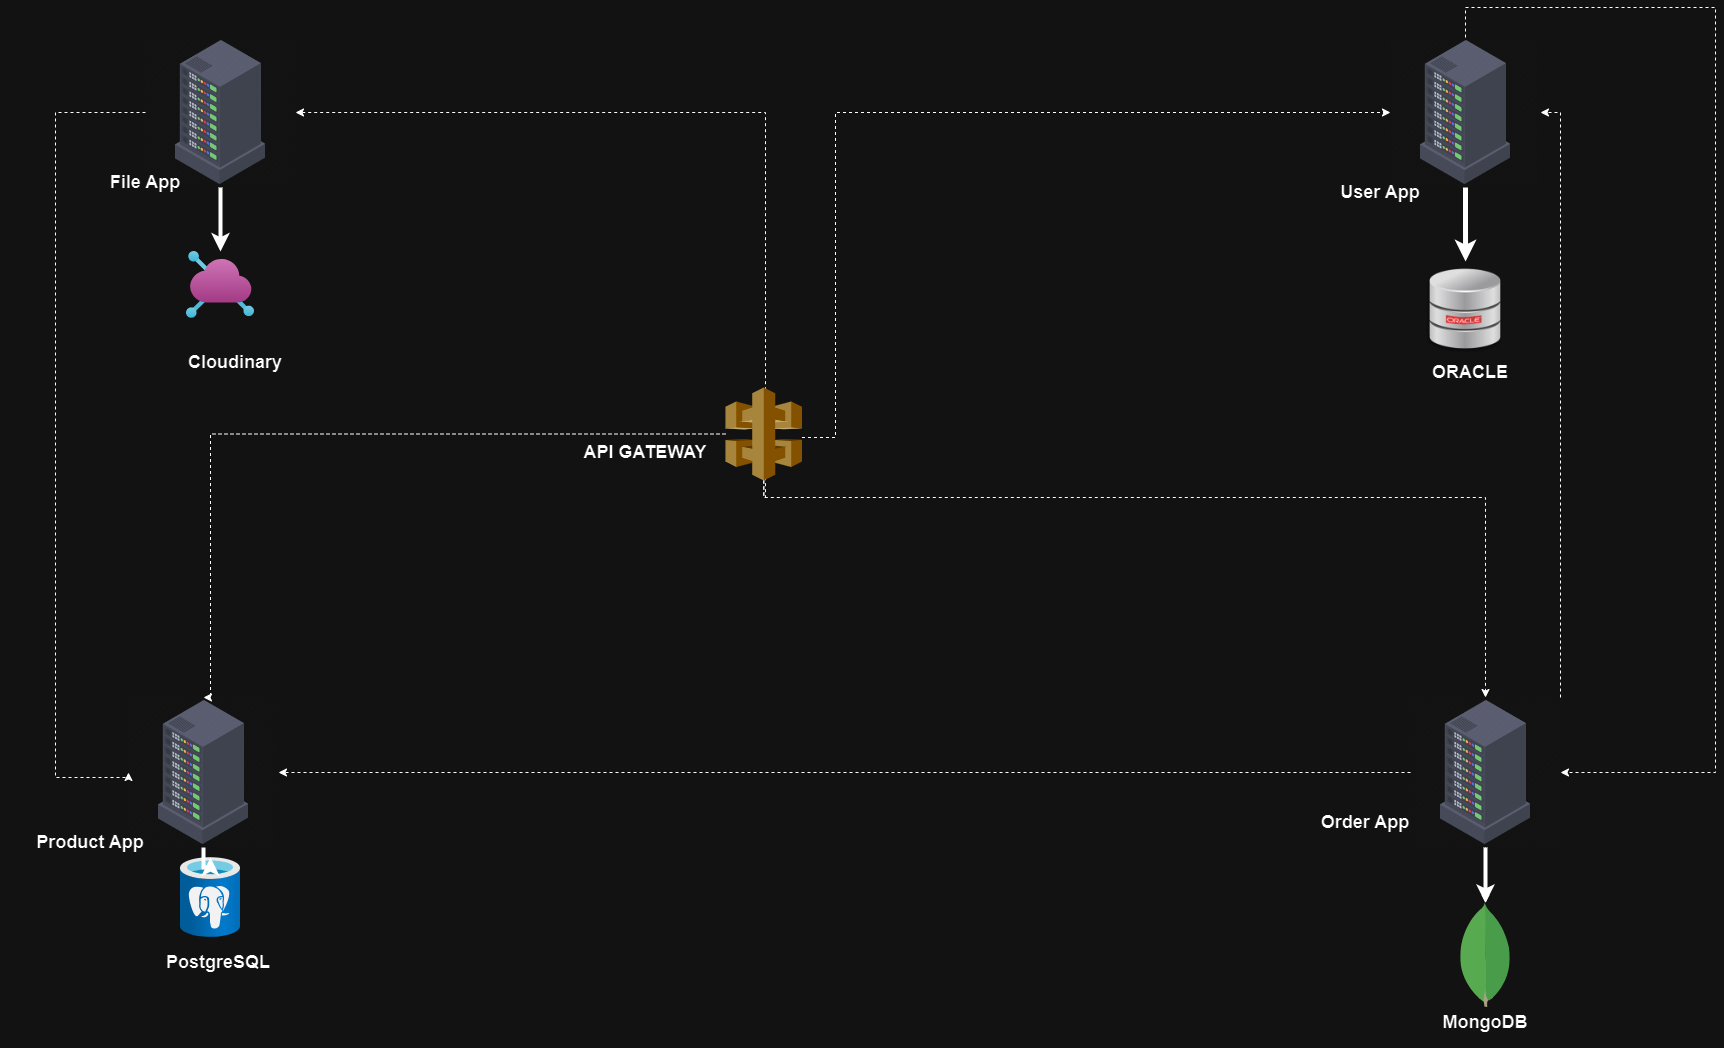 File App
User App
ORACLE
Cloudinary
ORACLE
API GATEWAY
Order App
Product App
PostgreSQL
MongoDB